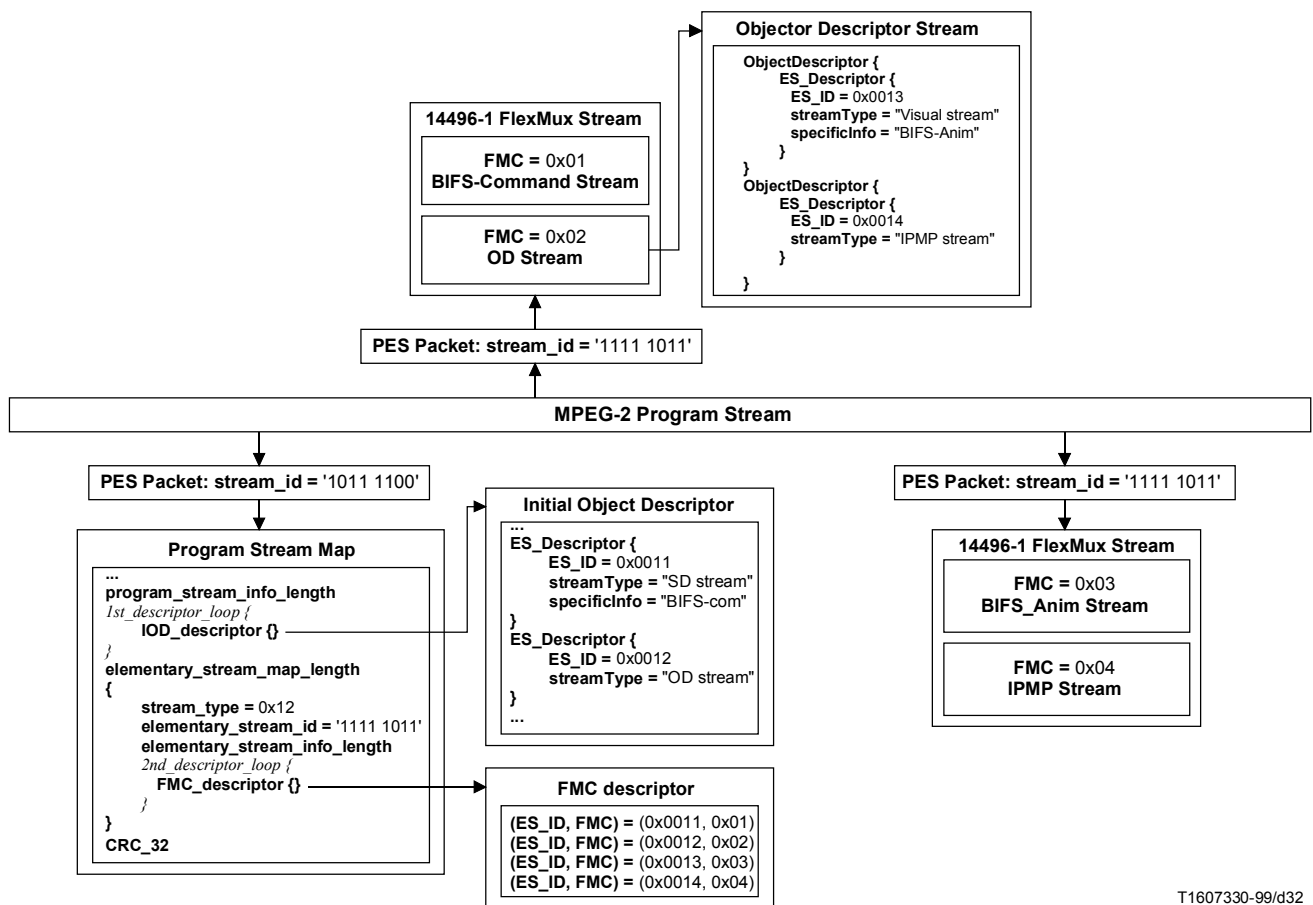 Objector Descriptor Stream
ObjectDescriptor {
ES_Descriptor {
ES_ID = 0x0013
streamType = "Visual stream"
specificInfo = "BIFS-Anim"
}
}
ObjectDescriptor {
ES_Descriptor {
ES_ID = 0x0014
streamType = "IPMP stream"
}
}
14496-1 FlexMux Stream
FMC = 0x01
BIFS-Command Stream
FMC = 0x02
OD Stream
PES Packet: stream_id = '1111 1011'
MPEG-2 Program Stream
PES Packet: stream_id = '1011 1100'
Program Stream Map
...
program_stream_info_length
1st_descriptor_loop {
IOD_descriptor {}
}
elementary_stream_map_length
{
stream_type = 0x12
elementary_stream_id = '1111 1011'
elementary_stream_info_length
2nd_descriptor_loop {
FMC_descriptor {}
}
}
CRC_32
Initial Object Descriptor
...
ES_Descriptor {
ES_ID = 0x0011
streamType = "SD stream"
specificInfo = "BIFS-com"
}
ES_Descriptor {
ES_ID = 0x0012
streamType = "OD stream"
}
...
FMC descriptor
(ES_ID, FMC) = (0x0011, 0x01)
(ES_ID, FMC) = (0x0012, 0x02)
(ES_ID, FMC) = (0x0013, 0x03)
(ES_ID, FMC) = (0x0014, 0x04)
PES Packet: stream_id = '1111 1011'
14496-1 FlexMux Stream
FMC = 0x03
BIFS_Anim Stream
FMC = 0x04
IPMP Stream
T1607330-99/d32